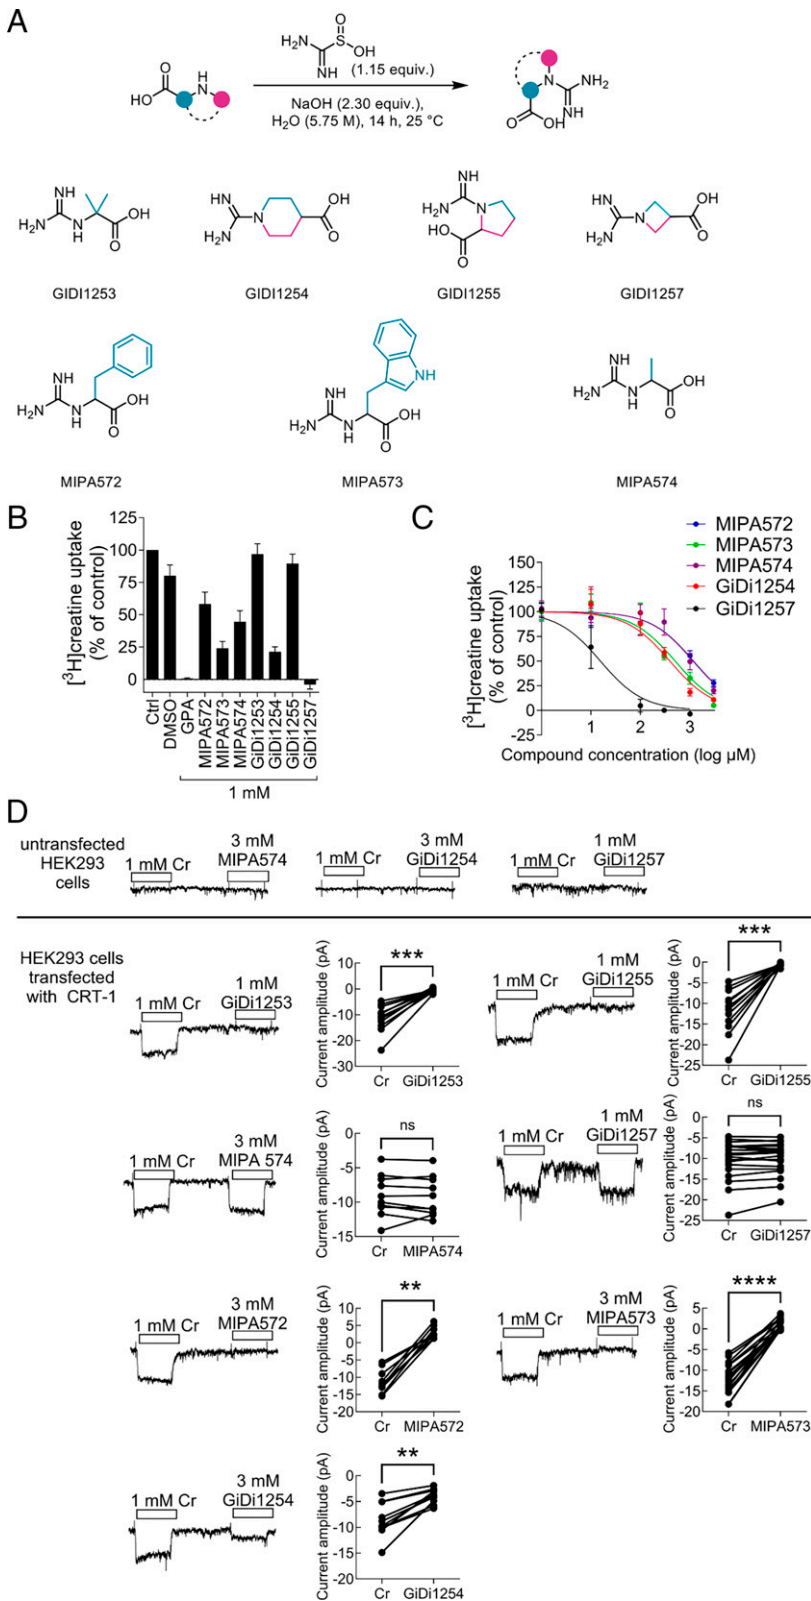 A
H₂N
O
S
OH
NH
(1.15 equiv.)
NaOH (2.30 equiv.),
H₂O (5.75 M), 14 h, 25 °C
O
HO
H
N
N
NH₂
NH
O
OH
NH
H₂N
N
H
O
OH
GIDI1253
NH
H₂N
N
O
OH
GIDI1254
NH
H₂N
N
HO
O
GIDI1255
NH
H₂N
N
O
OH
GIDI1257
NH
H₂N
N
H
O
OH
MIPA572
NH
H₂N
N
H
NH
O
OH
MIPA573
NH
H₂N
N
H
O
OH
MIPA574
B
[³H]creatine uptake
(% of control)
125
100
75
50
25
0
Ctrl
DMSO
GPA
MIPA572
MIPA573
MIPA574
GiDi1253
GiDi1254
GiDi1255
GiDi1257
1 mM
C
MIPA572
MIPA573
MIPA574
GiDi1254
GiDi1257
[³H]creatine uptake
(% of control)
150
125
100
75
50
25
0
-25
1
2
3
Compound concentration (log µM)
D
untransfected
HEK293
cells
1 mM Cr
3 mM
MIPA574
1 mM Cr
3 mM
GiDi1254
1 mM Cr
1 mM
GiDi1257
HEK293 cells
transfected
with CRT-1
1 mM Cr
1 mM
GiDi1253
Current amplitude (pA)
10
0
-10
-20
-30
***
Cr
GiDi1253
1 mM Cr
1 mM
GiDi1255
Current amplitude (pA)
0
-5
-10
-15
-20
-25
***
Cr
GiDi1255
1 mM Cr
3 mM
MIPA 574
Current amplitude (pA)
0
-5
-10
-15
ns
Cr
MIPA574
1 mM Cr
1 mM
GiDi1257
Current amplitude (pA)
0
-5
-10
-15
-20
-25
ns
Cr
GiDi1257
1 mM Cr
3 mM
MIPA572
Current amplitude (pA)
10
5
0
-5
-10
-15
-20
**
Cr
MIPA572
1 mM Cr
3 mM
MIPA573
Current amplitude (pA)
5
0
-5
-10
-15
-20
****
Cr
MIPA573
1 mM Cr
3 mM
GiDi1254
Current amplitude (pA)
0
-5
-10
-15
-20
**
Cr
GiDi1254